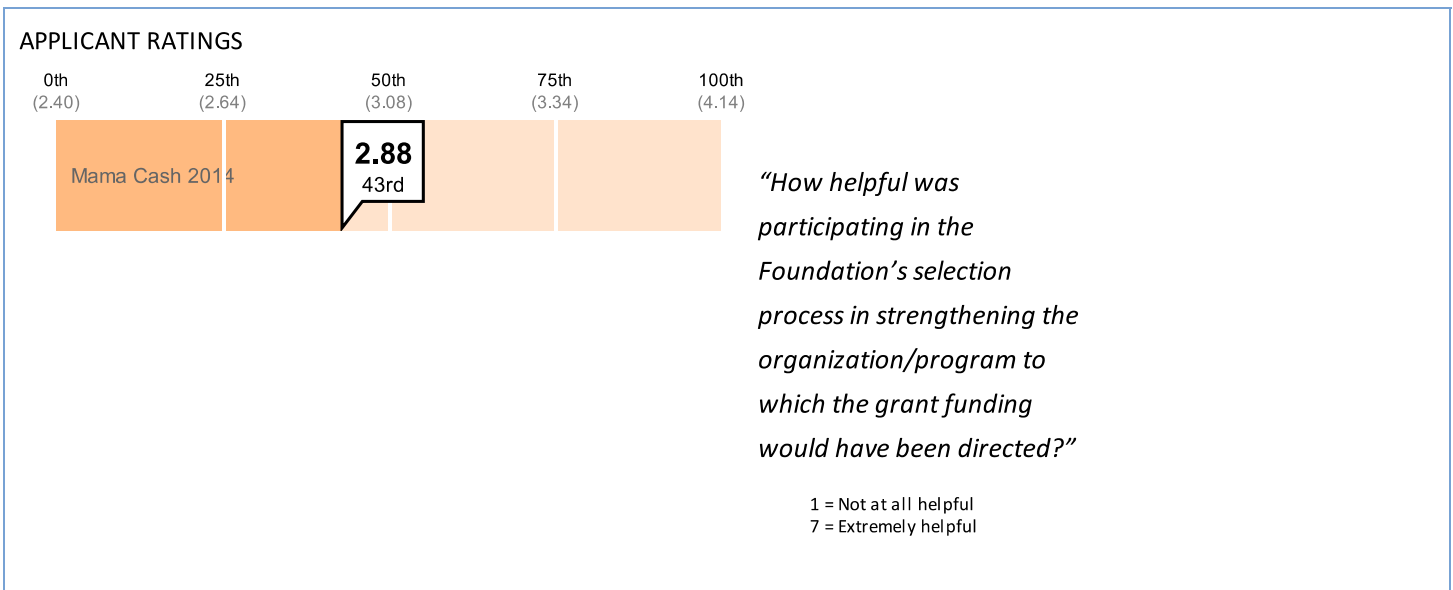 APPLICANT RATINGS
0th 25th 50th 75th 100th
(2.40) (2.64) (3.08) (3.34) (4.14)
2.88
Mama Cash 2014
43rd
“How helpful was
participating in the
Foundation’s selection
process in strengthening the
organization/program to
which the grant funding
would have been directed?”
1 = Not at all helpful
7 = Extremely helpful